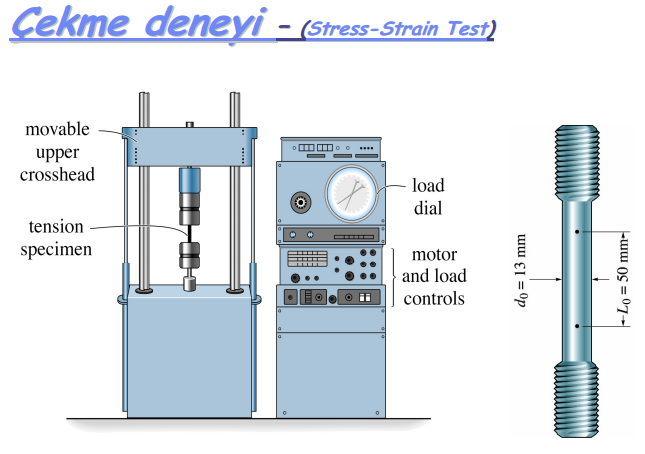 Çekme deneyi – (Stress-Strain Test)
movable
upper
crosshead
tension
specimen
load
dial
motor
and load
controls
d₀ = 13 mm
L₀ = 50 mm